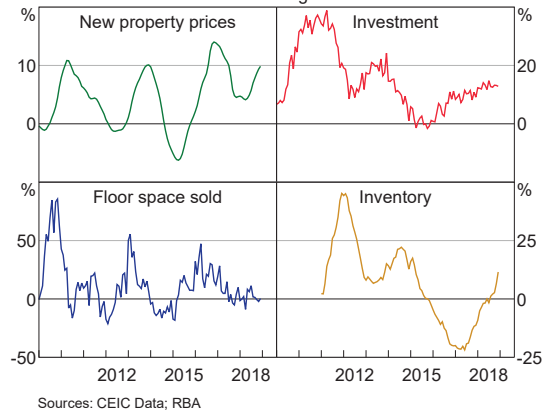 % New property prices Investment %
10 20
0 0
% Floor space sold Inventory %
50 25
0 0
-50 -25
2012 2015 2018 2012 2015 2018
Sources: CEIC Data; RBA